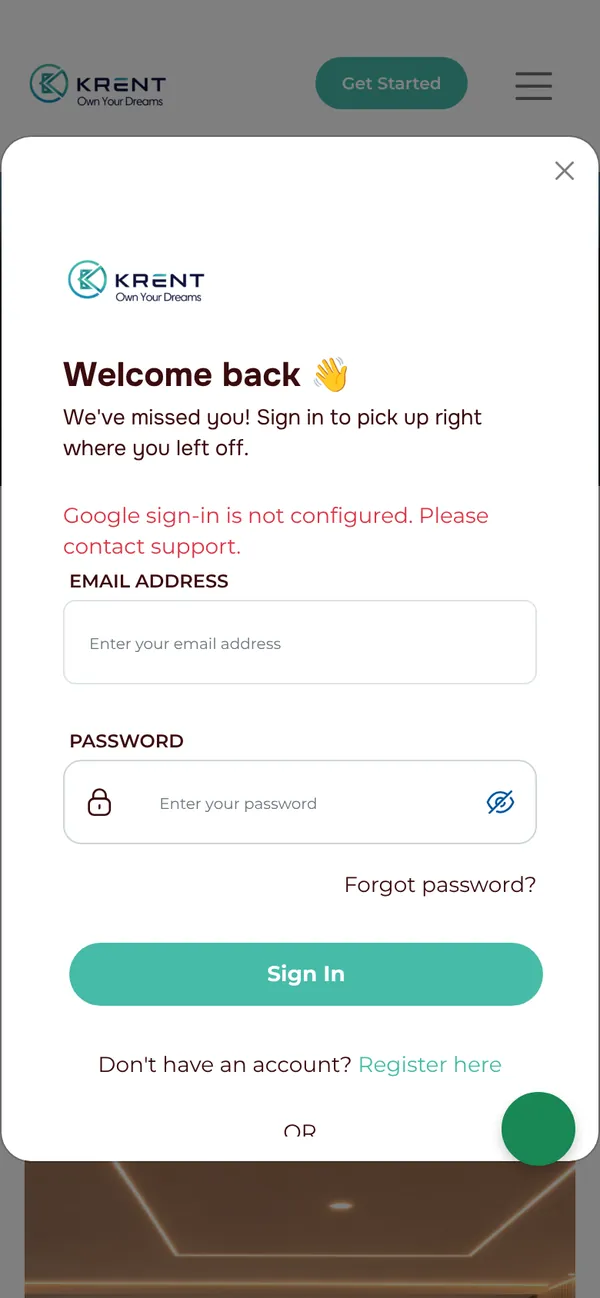 KRENT
Own Your Dreams
Get Started
KRENT
Own Your Dreams
Welcome back 👋
We've missed you! Sign in to pick up right
where you left off.
Google sign-in is not configured. Please
contact support.
EMAIL ADDRESS
Enter your email address
PASSWORD
Enter your password
Forgot password?
Sign In
Don't have an account? Register here
OR